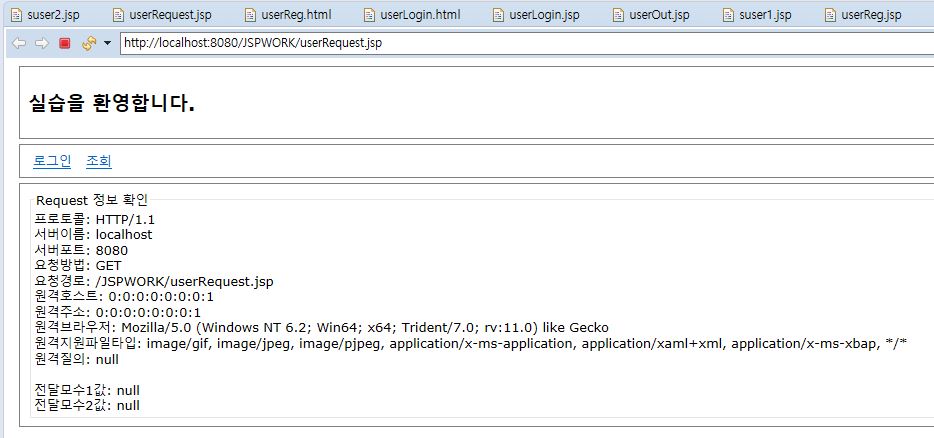 suser2.jsp userRequest.jsp userReg.html userLogin.html userLogin.jsp userOut.jsp suser1.jsp userReg.jsp
http://localhost:8080/JSPWORK/userRequest.jsp
실습을 환영합니다.
로그인 조회
Request 정보 확인
프로토콜: HTTP/1.1
서버이름: localhost
서버포트: 8080
요청방법: GET
요청경로: /JSPWORK/userRequest.jsp
원격호스트: 0:0:0:0:0:0:0:1
원격주소: 0:0:0:0:0:0:0:1
원격브라우저: Mozilla/5.0 (Windows NT 6.2; Win64; x64; Trident/7.0; rv:11.0) like Gecko
원격지원파일타입: image/gif, image/jpeg, image/pjpeg, application/x-ms-application, application/xaml+xml, application/x-ms-xbap, */*
원격질의: null
전달모수1값: null
전달모수2값: null